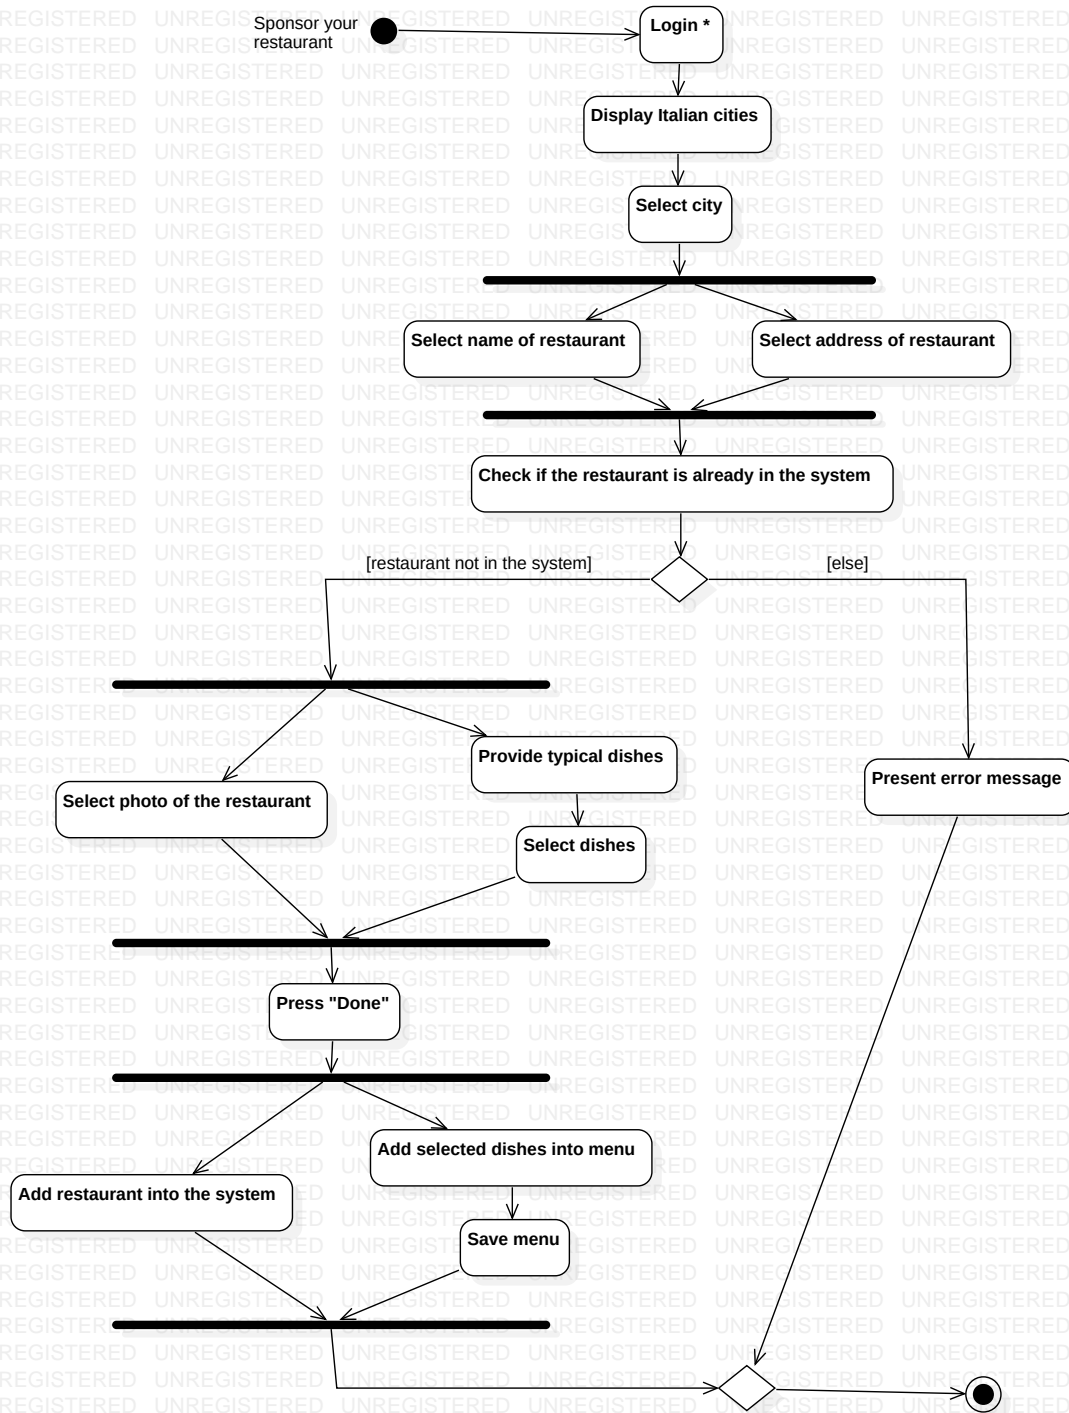 Sponsor your
restaurant
Login *
Display Italian cities
Select city
Select name of restaurant
Select address of restaurant
Check if the restaurant is already in the system
[restaurant not in the system]
[else]
Provide typical dishes
Present error message
Select photo of the restaurant
Select dishes
Press "Done"
Add selected dishes into menu
Add restaurant into the system
Save menu
UNREGISTERED